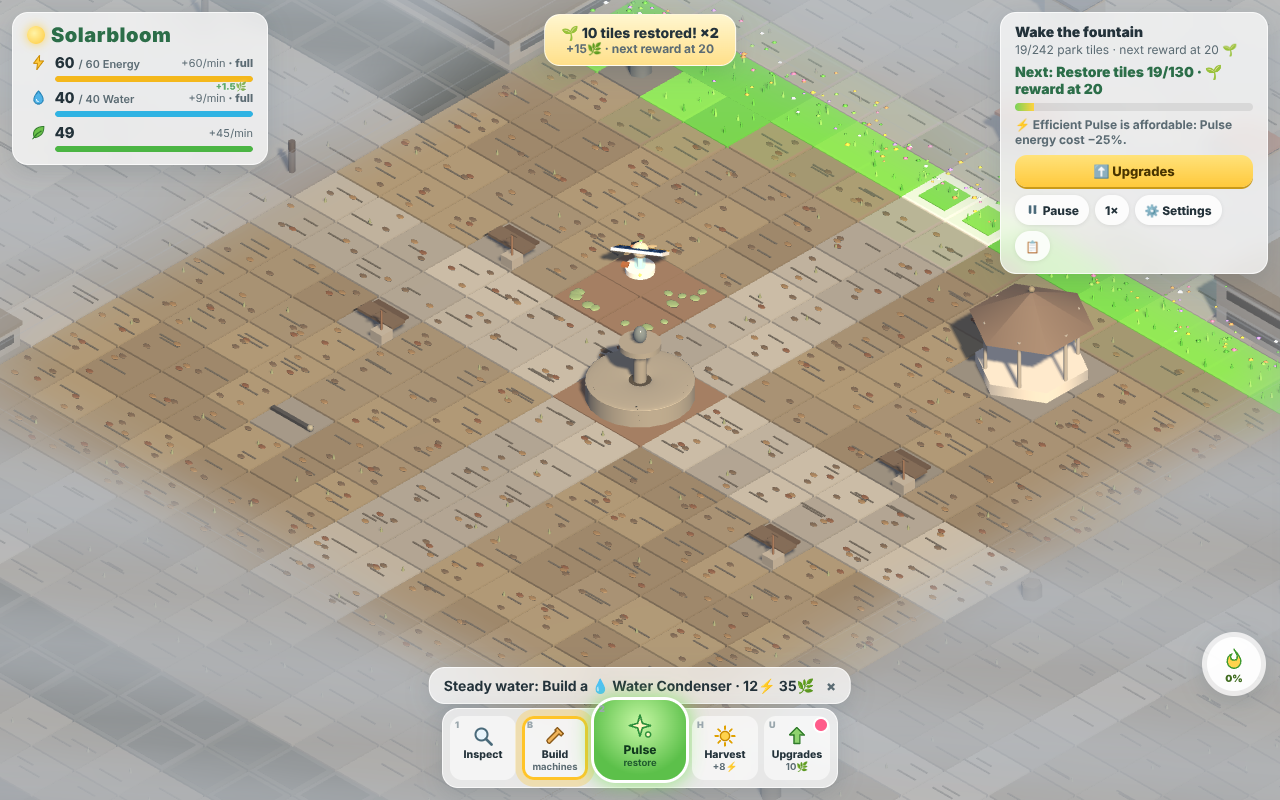 Solarbloom
60 / 60 Energy +60/min · full
+1.5
40 / 40 Water +9/min · full
49 +45/min
10 tiles restored! ×2
+15 · next reward at 20
Wake the fountain
19/242 park tiles · next reward at 20
Next: Restore tiles 19/130 ·
reward at 20
Efficient Pulse is affordable: Pulse
energy cost −25%.
Upgrades
Pause
1×
Settings
0%
Steady water: Build a Water Condenser · 12 35 ×
1
Inspect
B
Build
machines
Pulse
restore
H
Harvest
+8
U
Upgrades
10